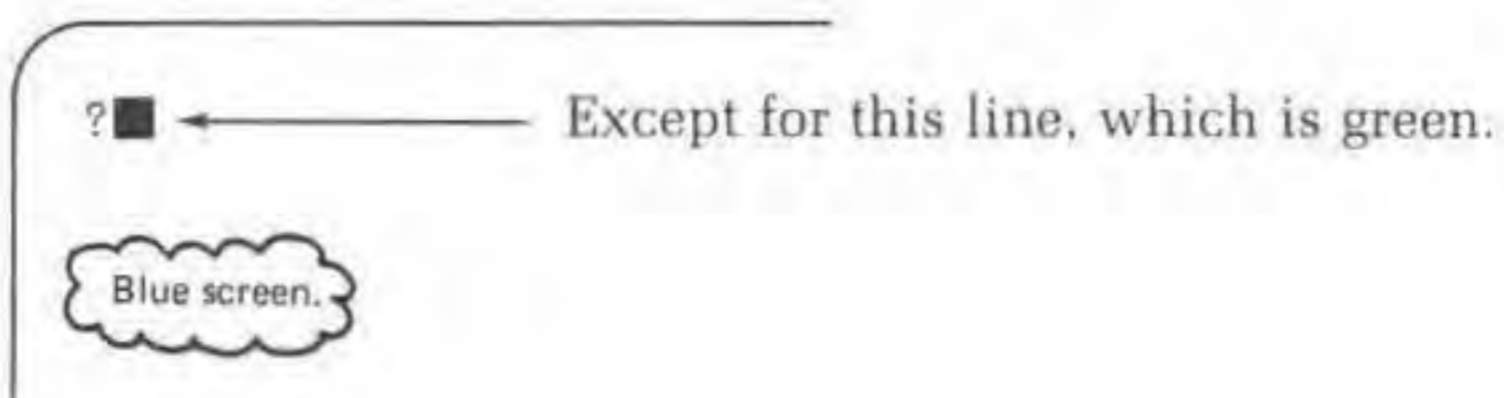 ?■ Except for this line, which is green.
Blue screen.